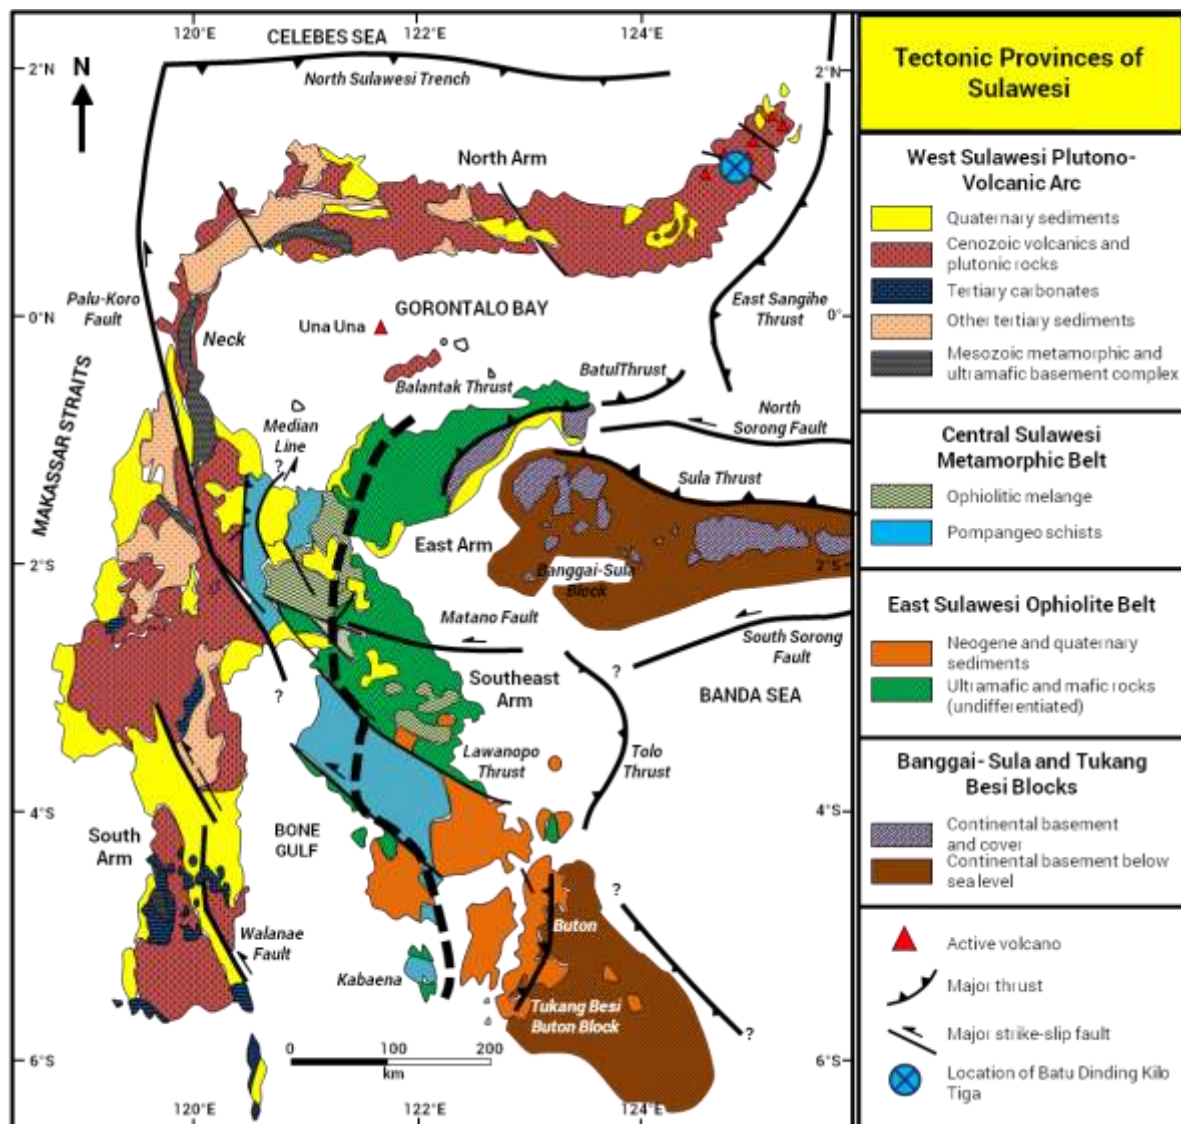 120°E
122°E
124°E
CELEBES SEA
2°N
2°N
N
North Sulawesi Trench
North Arm
Palu-Koro
Fault
0°N
0°
Neck
Una Una
GORONTALO BAY
East Sangihe
Thrust
MAKASSAR STRAITS
Balantak Thrust
BatulThrust
Median
Line
?
North
Sorong Fault
Sula Thrust
East Arm
2°S
2°S
Banggai-Sula
Block
Matano Fault
South Sorong
Fault
?
?
Southeast
Arm
BANDA SEA
Lawanopo
Thrust
Tolo
Thrust
4°S
4°S
South
Arm
BONE
GULF
?
Walanae
Fault
Buton
Kabaena
Tukang Besi
Buton Block
?
0
100
200
km
6°S
6°S
120°E
122°E
124°E
Tectonic Provinces of
Sulawesi
West Sulawesi Plutono-
Volcanic Arc
Quaternary sediments
Cenozoic volcanics and
plutonic rocks
Tertiary carbonates
Other tertiary sediments
Mesozoic metamorphic and
ultramafic basement complex
Central Sulawesi
Metamorphic Belt
Ophiolitic melange
Pompangeo schists
East Sulawesi Ophiolite Belt
Neogene and quaternary
sediments
Ultramafic and mafic rocks
(undifferentiated)
Banggai- Sula and Tukang
Besi Blocks
Continental basement
and cover
Continental basement below
sea level
Active volcano
Major thrust
Major strike-slip fault
Location of Batu Dinding Kilo
Tiga